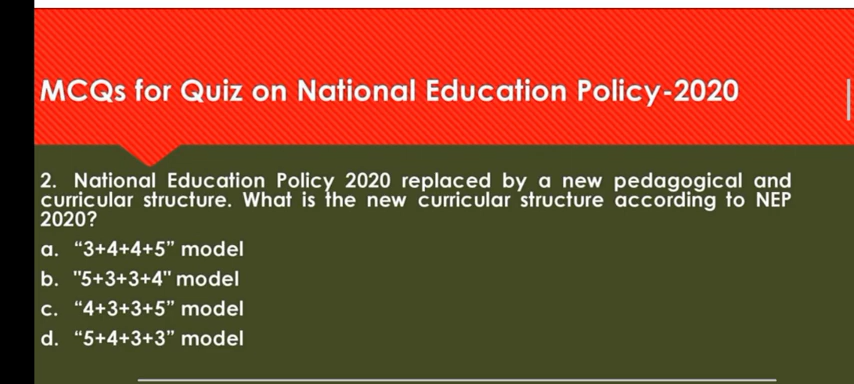 MCQs for Quiz on National Education Policy-2020
2. National Education Policy 2020 replaced by a new pedagogical and
curricular structure. What is the new curricular structure according to NEP
2020?
a. “3+4+4+5” model
b. "5+3+3+4" model
c. “4+3+3+5” model
d. “5+4+3+3” model